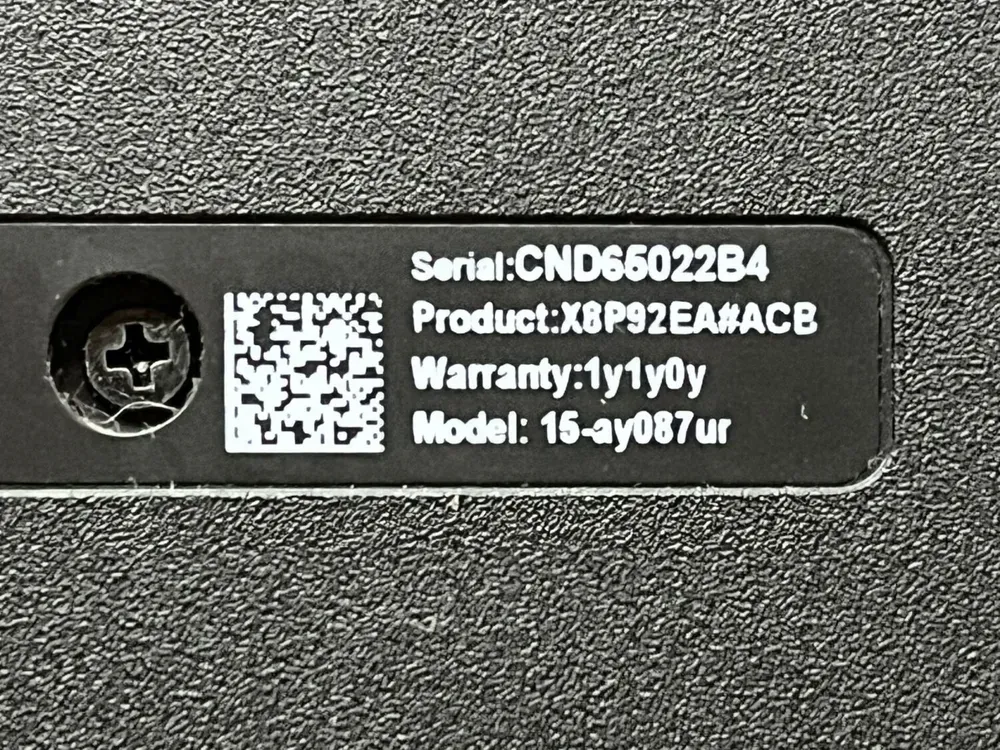 Serial:CND65022B4
Product:X8P92EA#ACB
Warranty:1y1y0y
Model: 15-ay087ur